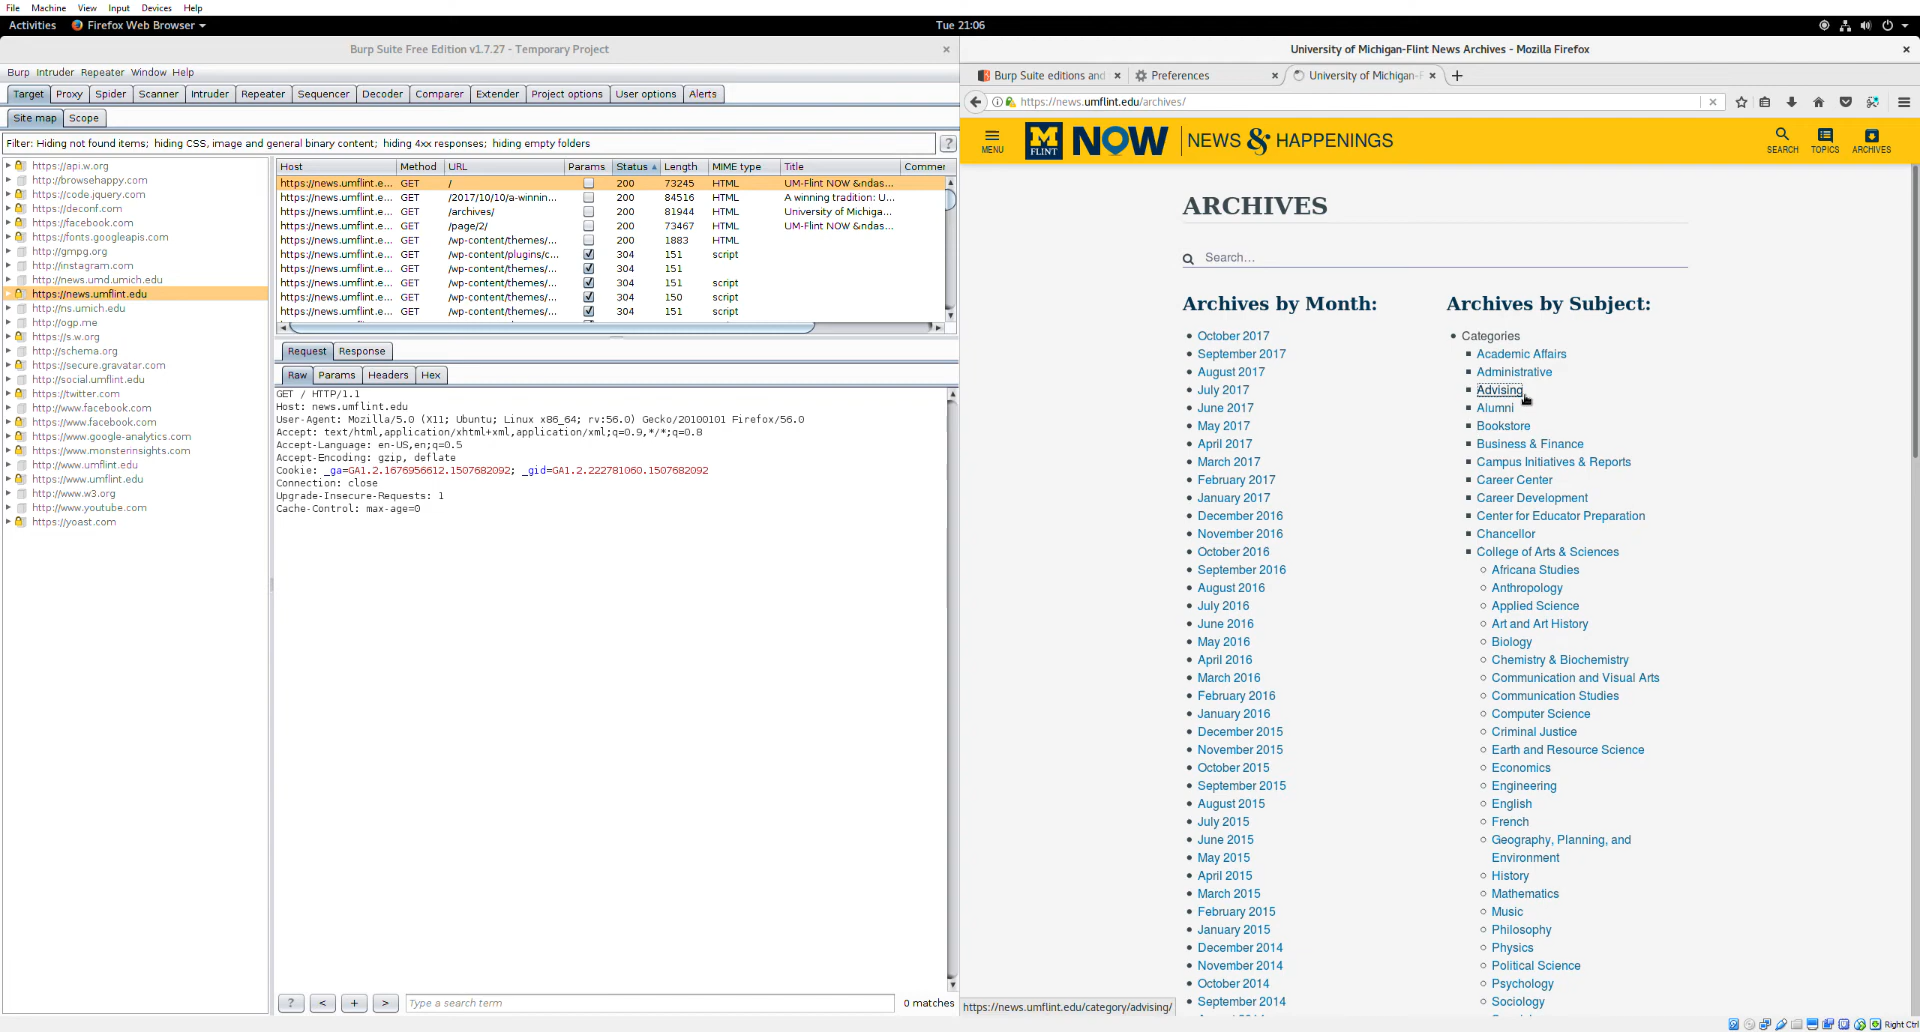 File Machine View Input Devices Help
Activities Firefox Web Browser Tue 21:06
Burp Suite Free Edition v1.7.27 - Temporary Project
Burp Intruder Repeater Window Help
Target Proxy Spider Scanner Intruder Repeater Sequencer Decoder Comparer Extender Project options User options Alerts
Site map Scope
Filter: Hiding not found items; hiding CSS, image and general binary content; hiding 4xx responses; hiding empty folders ?
https://api.w.org
http://browsehappy.com
https://code.jquery.com
http://deconf.com
https://facebook.com
https://fonts.googleapis.com
http://gmpg.org
http://instagram.com
http://news.umd.umich.edu
https://news.umflint.edu
http://ns.umich.edu
http://ogp.me
https://s.w.org
http://schema.org
https://secure.gravatar.com
http://social.umflint.edu
https://twitter.com
http://www.facebook.com
https://www.facebook.com
https://www.google-analytics.com
https://www.monsterinsights.com
http://www.umflint.edu
https://www.umflint.edu
http://www.w3.org
http://www.youtube.com
https://yoast.com
Host Method URL Params Status Length MIME type Title Commer
https://news.umflint.e... GET / 200 73245 HTML UM-Flint NOW &ndas...
https://news.umflint.e... GET /2017/10/10/a-winnin... 200 84516 HTML A winning tradition: U...
https://news.umflint.e... GET /archives/ 200 81944 HTML University of Michiga...
https://news.umflint.e... GET /page/2/ 200 73467 HTML UM-Flint NOW &ndas...
https://news.umflint.e... GET /wp-content/themes/... 200 1883 HTML
https://news.umflint.e... GET /wp-content/plugins/c... 304 151 script
https://news.umflint.e... GET /wp-content/themes/... 304 151
https://news.umflint.e... GET /wp-content/themes/... 304 151 script
https://news.umflint.e... GET /wp-content/themes/... 304 150 script
https://news.umflint.e... GET /wp-content/themes/... 304 151 script
Request Response
Raw Params Headers Hex
GET / HTTP/1.1
Host: news.umflint.edu
User-Agent: Mozilla/5.0 (X11; Ubuntu; Linux x86_64; rv:56.0) Gecko/20100101 Firefox/56.0
Accept: text/html,application/xhtml+xml,application/xml;q=0.9,*/*;q=0.8
Accept-Language: en-US,en;q=0.5
Accept-Encoding: gzip, deflate
Cookie: _ga=GA1.2.1676956612.1507682092; _gid=GA1.2.222781060.1507682092
Connection: close
Upgrade-Insecure-Requests: 1
Cache-Control: max-age=0
? < + > Type a search term 0 matches
University of Michigan-Flint News Archives - Mozilla Firefox
Burp Suite editions and Preferences University of Michigan-F
https://news.umflint.edu/archives/
MENU M FLINT NOW NEWS & HAPPENINGS SEARCH TOPICS ARCHIVES
ARCHIVES
Search...
Archives by Month:
October 2017
September 2017
August 2017
July 2017
June 2017
May 2017
April 2017
March 2017
February 2017
January 2017
December 2016
November 2016
October 2016
September 2016
August 2016
July 2016
June 2016
May 2016
April 2016
March 2016
February 2016
January 2016
December 2015
November 2015
October 2015
September 2015
August 2015
July 2015
June 2015
May 2015
April 2015
March 2015
February 2015
January 2015
December 2014
November 2014
October 2014
September 2014
Archives by Subject:
Categories
Academic Affairs
Administrative
Advising
Alumni
Bookstore
Business & Finance
Campus Initiatives & Reports
Career Center
Career Development
Center for Educator Preparation
Chancellor
College of Arts & Sciences
Africana Studies
Anthropology
Applied Science
Art and Art History
Biology
Chemistry & Biochemistry
Communication and Visual Arts
Communication Studies
Computer Science
Criminal Justice
Earth and Resource Science
Economics
Engineering
English
French
Geography, Planning, and
Environment
History
Mathematics
Music
Philosophy
Physics
Political Science
Psychology
Sociology
https://news.umflint.edu/category/advising/
Right Ctrl